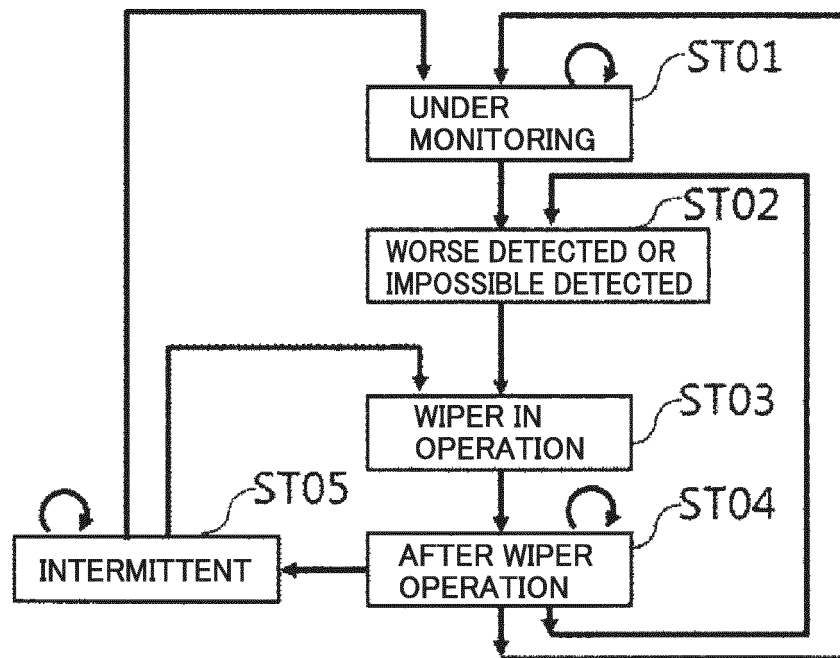 ST01
UNDER
MONITORING
ST02
WORSE DETECTED OR
IMPOSSIBLE DETECTED
ST03
WIPER IN
OPERATION
ST05
ST04
INTERMITTENT
AFTER WIPER
OPERATION